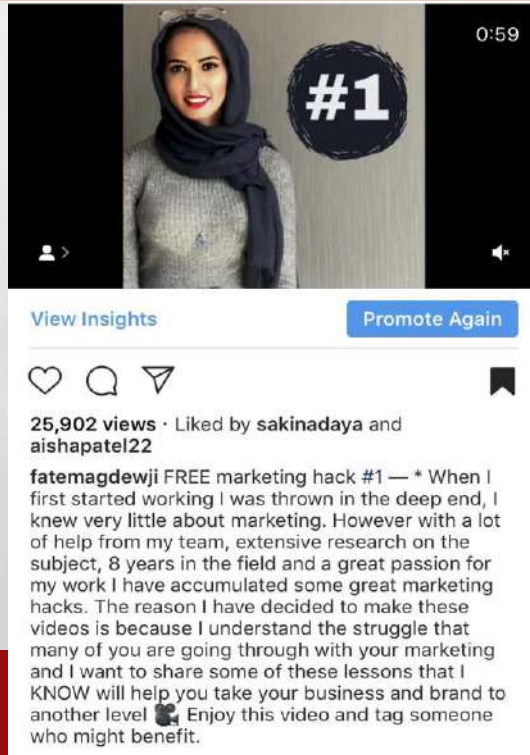 0:59
#1
View Insights
Promote Again
25,902 views · Liked by sakinadaya and
aishapatel22
fatemagdewji FREE marketing hack #1 — * When I
first started working I was thrown in the deep end, I
knew very little about marketing. However with a lot
of help from my team, extensive research on the
subject, 8 years in the field and a great passion for
my work I have accumulated some great marketing
hacks. The reason I have decided to make these
videos is because I understand the struggle that
many of you are going through with your marketing
and I want to share some of these lessons that I
KNOW will help you take your business and brand to
another level 🎥 Enjoy this video and tag someone
who might benefit.